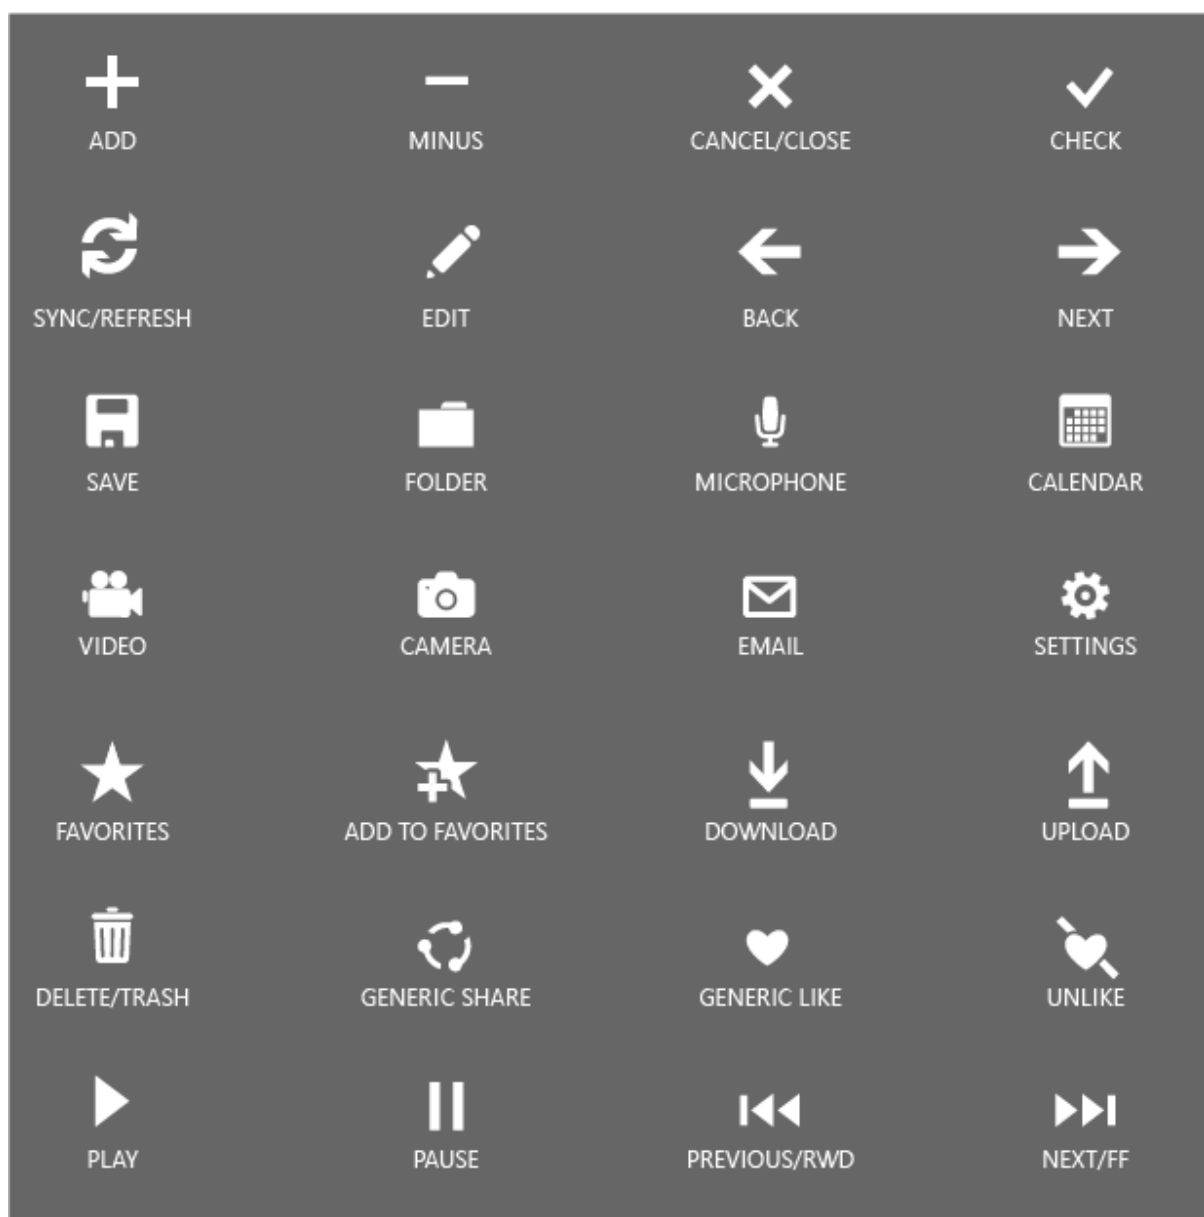 ADD
MINUS
CANCEL/CLOSE
CHECK
SYNC/REFRESH
EDIT
BACK
NEXT
SAVE
FOLDER
MICROPHONE
CALENDAR
VIDEO
CAMERA
EMAIL
SETTINGS
FAVORITES
ADD TO FAVORITES
DOWNLOAD
UPLOAD
DELETE/TRASH
GENERIC SHARE
GENERIC LIKE
UNLIKE
PLAY
PAUSE
PREVIOUS/RWD
NEXT/FF